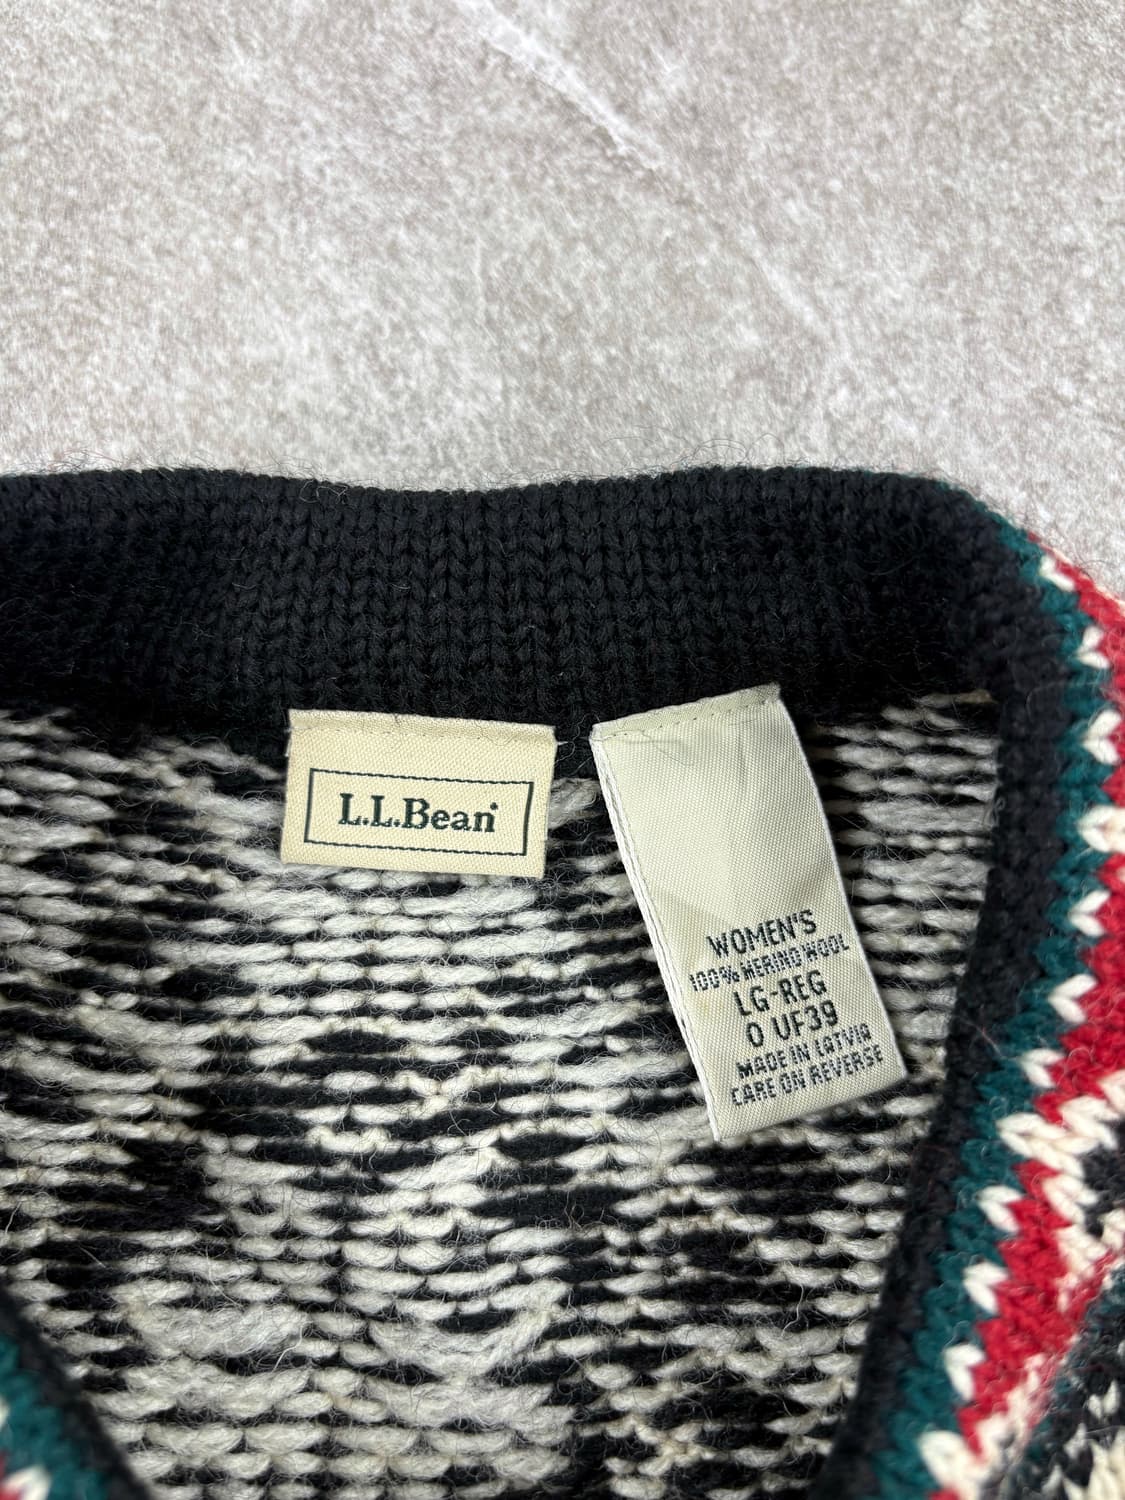 L.L.Bean
WOMEN'S
100% MERINO WOOL
LG-REG
0 UF39
MADE IN LATVIA
CARE ON REVERSE